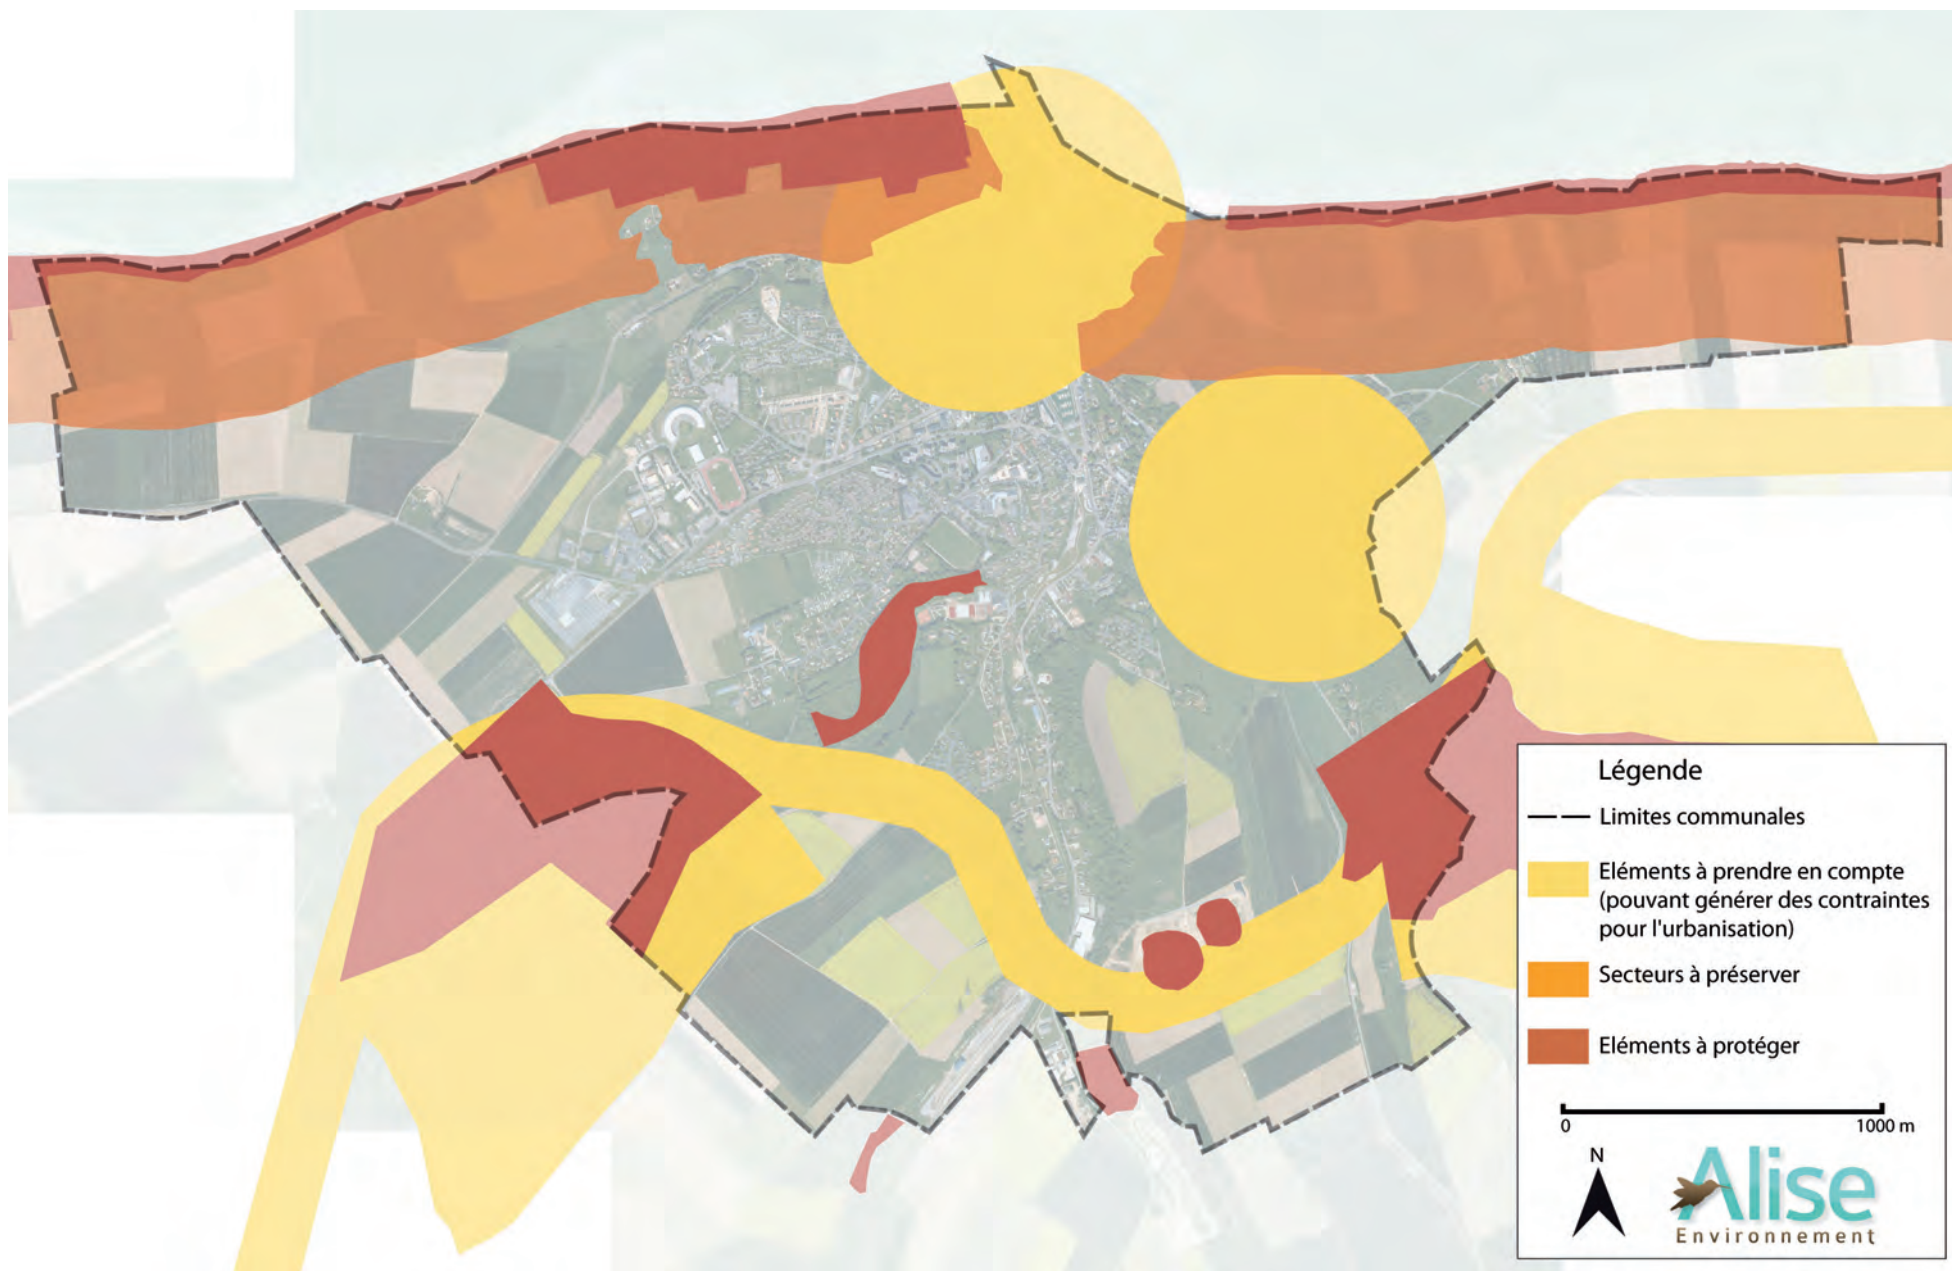 Légende
Limites communales
Eléments à prendre en compte
(pouvant générer des contraintes
pour l'urbanisation)
Secteurs à préserver
Eléments à protéger
0 1000 m
N
Alise
Environnement